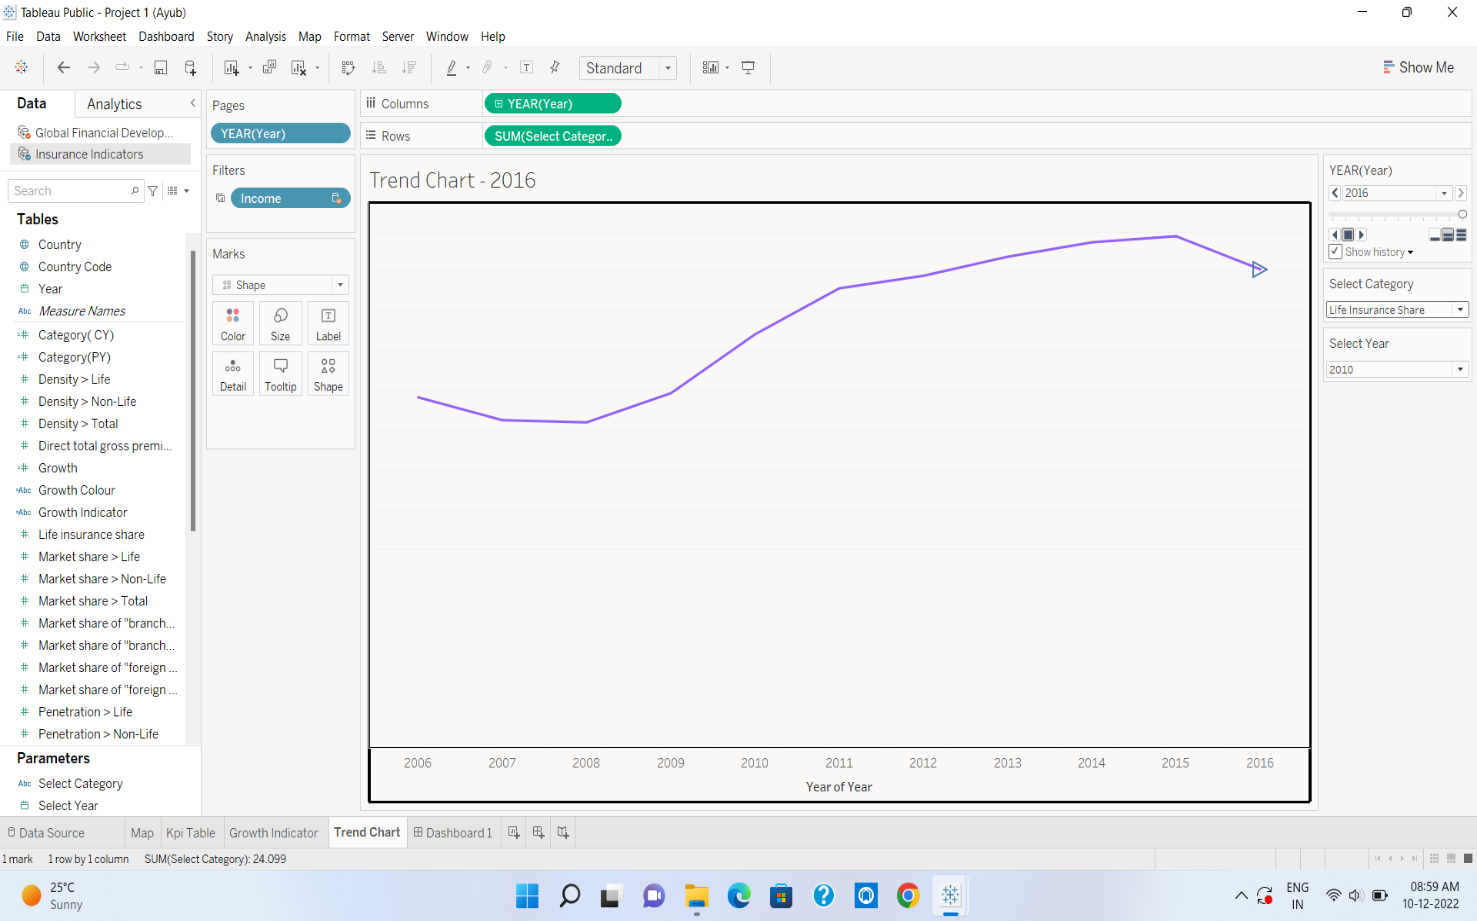 Tableau Public - Project 1 (Ayub)
File Data Worksheet Dashboard Story Analysis Map Format Server Window Help
Standard
Show Me
Data
Analytics
Global Financial Develop...
Insurance Indicators
Search
Tables
Country
Country Code
Year
Abc Measure Names
Category( CY)
Category(PY)
Density > Life
Density > Non-Life
Density > Total
Direct total gross premi...
Growth
Abc Growth Colour
Abc Growth Indicator
Life insurance share
Market share > Life
Market share > Non-Life
Market share > Total
Market share of "branch...
Market share of "branch...
Market share of "foreign ...
Market share of "foreign ...
Penetration > Life
Penetration > Non-Life
Parameters
Abc Select Category
Select Year
Pages
YEAR(Year)
Filters
Income
Marks
Shape
Color Size Label
Detail Tooltip Shape
Columns
YEAR(Year)
Rows
SUM(Select Categor..
Trend Chart - 2016
2006 2007 2008 2009 2010 2011 2012 2013 2014 2015 2016
Year of Year
YEAR(Year)
2016
Show history
Select Category
Life Insurance Share
Select Year
2010
Data Source Map Kpi Table Growth Indicator Trend Chart Dashboard 1
1 mark 1 row by 1 column SUM(Select Category): 24.099
25°C
Sunny
ENG
IN
08:59 AM
10-12-2022